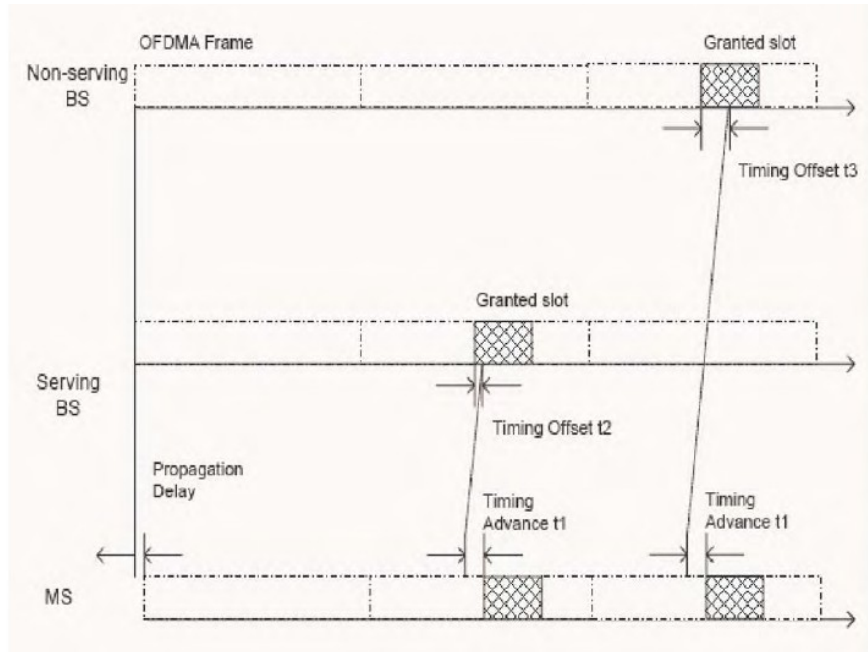 OFDMA Frame
Granted slot
Non-serving
BS
Timing Offset t3
Granted slot
Serving
BS
Timing Offset t2
Propagation
Delay
Timing
Advance t1
Timing
Advance t1
MS